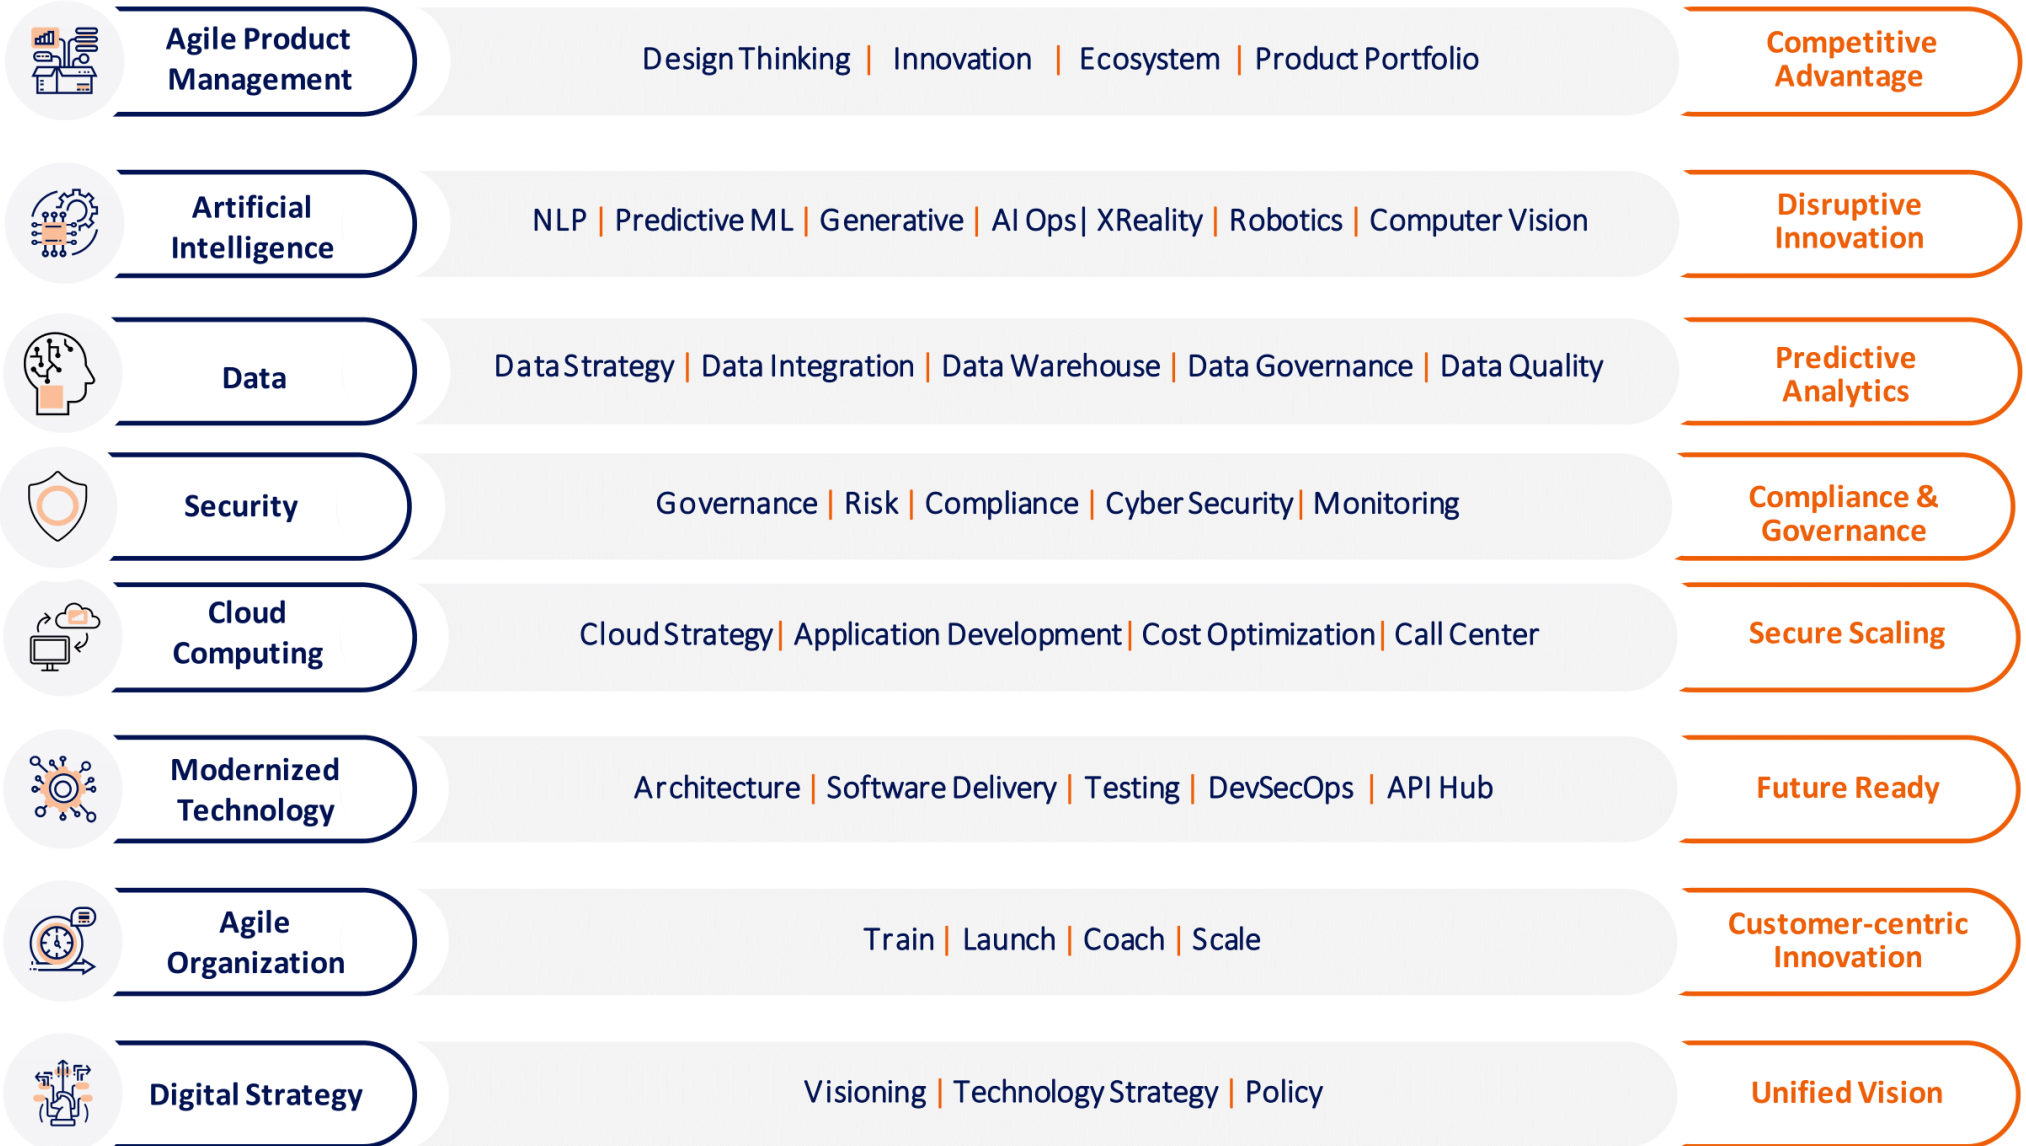 Agile Product
Management
Design Thinking | Innovation | Ecosystem | Product Portfolio
Competitive
Advantage
Artificial
Intelligence
NLP | Predictive ML | Generative | AI Ops| XReality | Robotics | Computer Vision
Disruptive
Innovation
Data
Data Strategy | Data Integration | Data Warehouse | Data Governance | Data Quality
Predictive
Analytics
Security
Governance | Risk | Compliance | Cyber Security| Monitoring
Compliance &
Governance
Cloud
Computing
Cloud Strategy| Application Development| Cost Optimization| Call Center
Secure Scaling
Modernized
Technology
Architecture | Software Delivery | Testing | DevSecOps | API Hub
Future Ready
Agile
Organization
Train | Launch | Coach | Scale
Customer-centric
Innovation
Digital Strategy
Visioning | Technology Strategy | Policy
Unified Vision